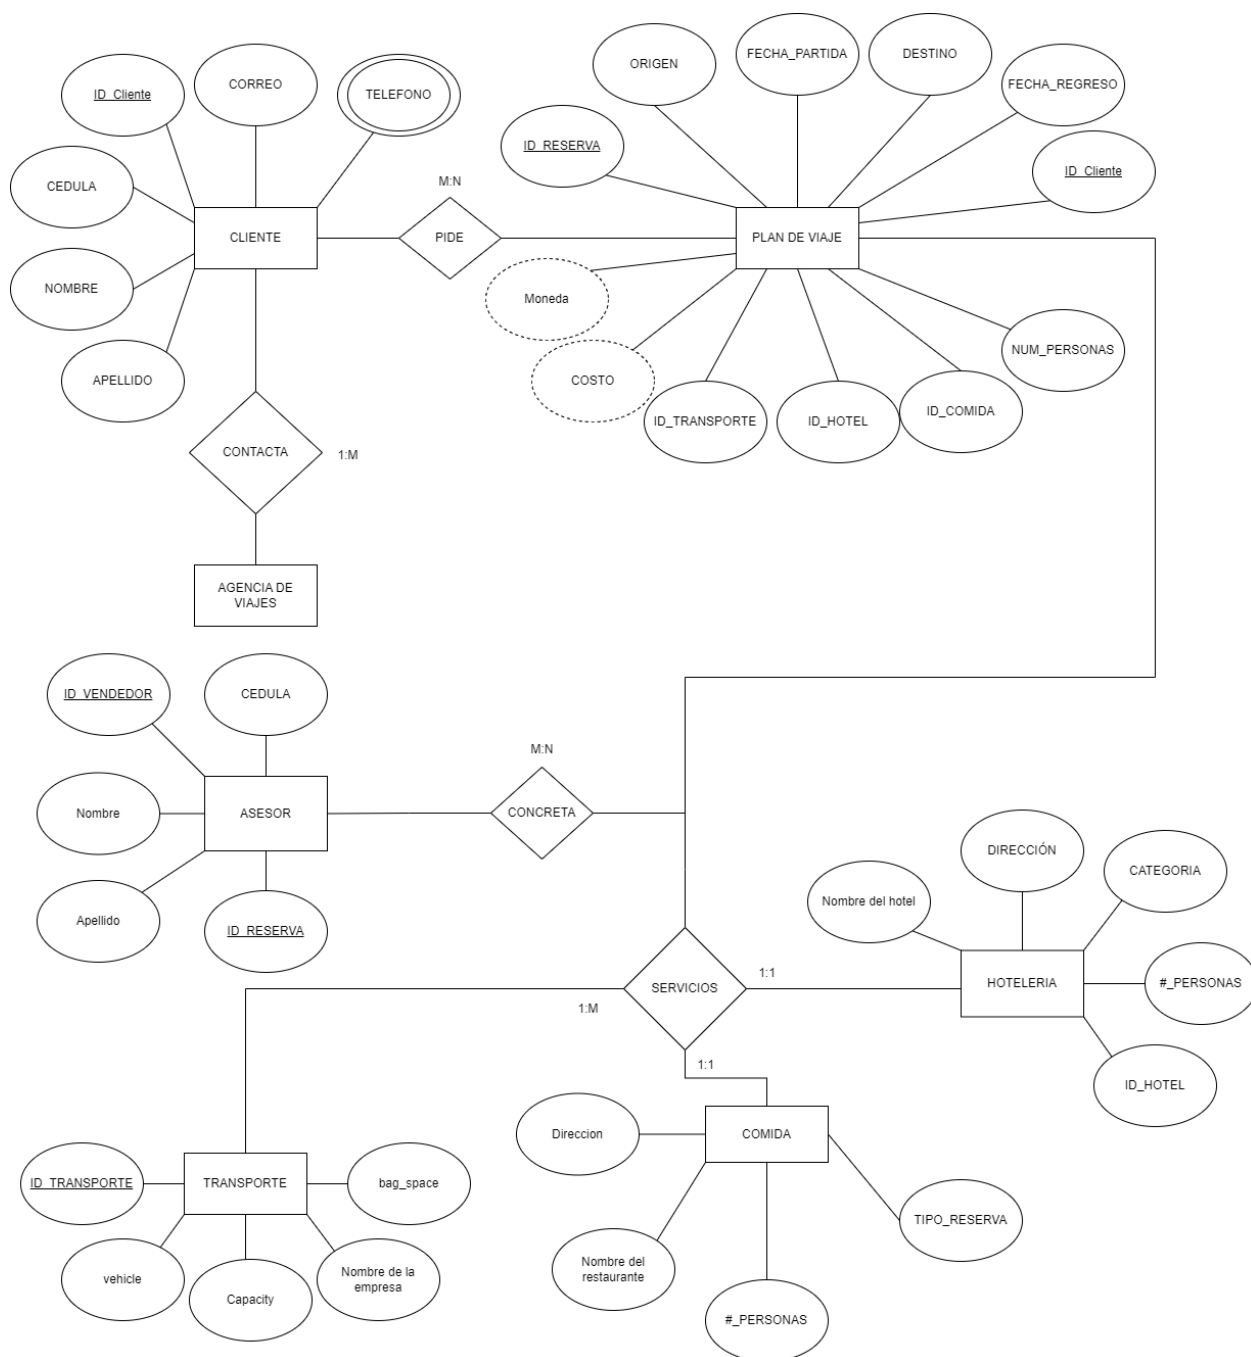 ORIGEN
FECHA_PARTIDA
DESTINO
FECHA_REGRESO
ID_Cliente
CORREO
TELEFONO
ID_RESERVA
ID_Cliente
CEDULA
M:N
CLIENTE
PIDE
PLAN DE VIAJE
NOMBRE
Moneda
NUM_PERSONAS
APELLIDO
COSTO
ID_TRANSPORTE
ID_HOTEL
ID_COMIDA
CONTACTA
1:M
AGENCIA DE
VIAJES
ID_VENDEDOR
CEDULA
M:N
Nombre
ASESOR
CONCRETA
DIRECCIÓN
CATEGORIA
Nombre del hotel
Apellido
ID_RESERVA
1:1
SERVICIOS
HOTELERIA
#_PERSONAS
1:M
1:1
ID_HOTEL
Direccion
COMIDA
ID_TRANSPORTE
TRANSPORTE
bag_space
TIPO_RESERVA
vehicle
Capacity
Nombre de la
empresa
Nombre del
restaurante
#_PERSONAS